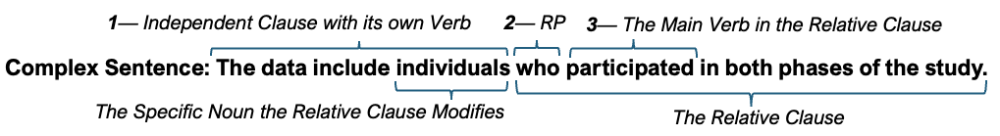 1— Independent Clause with its own Verb 2— RP 3— The Main Verb in the Relative Clause
Complex Sentence: The data include individuals who participated in both phases of the study.
The Specific Noun the Relative Clause Modifies The Relative Clause